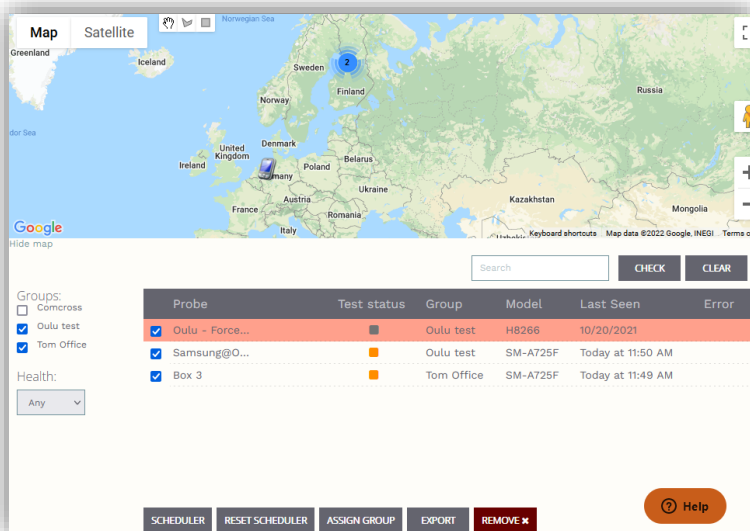 Map Satellite
Norwegian Sea
Greenland
Iceland
2
Sweden
Finland
Russia
Norway
dor Sea
United
Kingdom
Denmark
Ireland
Poland
Belarus
many
Ukraine
Austria
Kazakhstan
France
Romania
Mongolia
Italy
Google
Keyboard shortcuts Map data ©2022 Google, INEGI Terms o
Hide map
Search CHECK CLEAR
Groups:
Comcross
Oulu test
Tom Office
Health:
Any
Probe Test status Group Model Last Seen Error
Oulu - Force... Oulu test H8266 10/20/2021
Samsung@O... Oulu test SM-A725F Today at 11:50 AM
Box 3 Tom Office SM-A725F Today at 11:49 AM
Help
SCHEDULER RESET SCHEDULER ASSIGN GROUP EXPORT REMOVE ✖